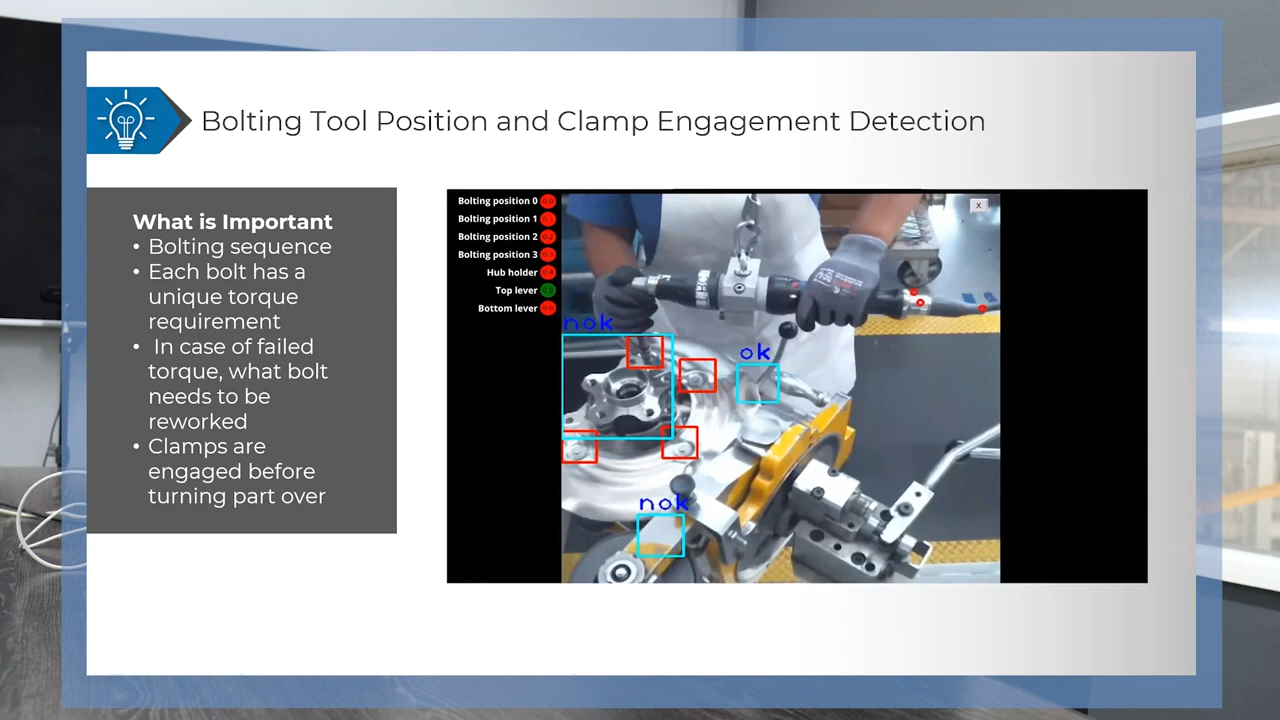 Bolting Tool Position and Clamp Engagement Detection
What is Important
• Bolting sequence
• Each bolt has a
unique torque
requirement
• In case of failed
torque, what bolt
needs to be
reworked
• Clamps are
engaged before
turning part over
Bolting position 0
Bolting position 1
Bolting position 2
Bolting position 3
Hub holder
Top lever
Bottom lever
X
nok
ok
nok